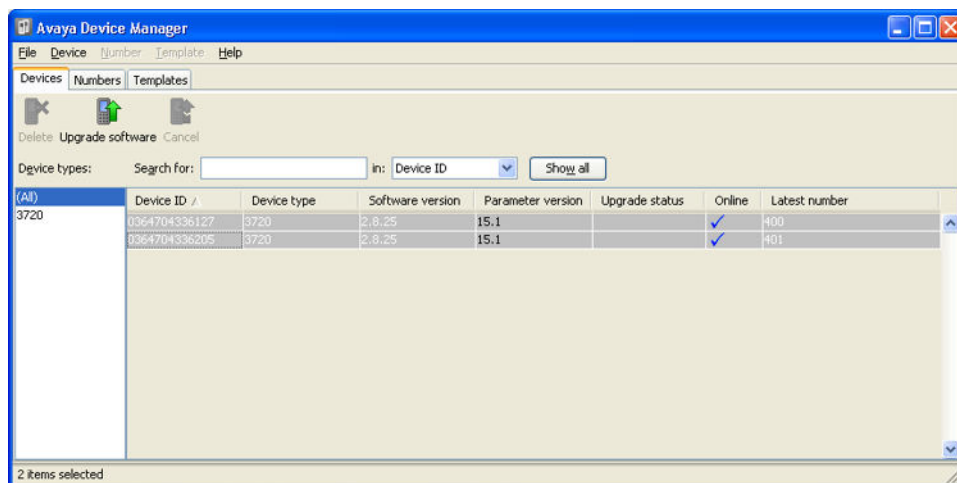 Avaya Device Manager
File Device Number Template Help
Devices Numbers Templates
Delete Upgrade software Cancel
Device types: Search for: in: Device ID Show all
(All) Device ID Device type Software version Parameter version Upgrade status Online Latest number
3720 0364704336127 3720 2.8.25 15.1 400
0364704336205 3720 2.8.25 15.1 401
2 items selected